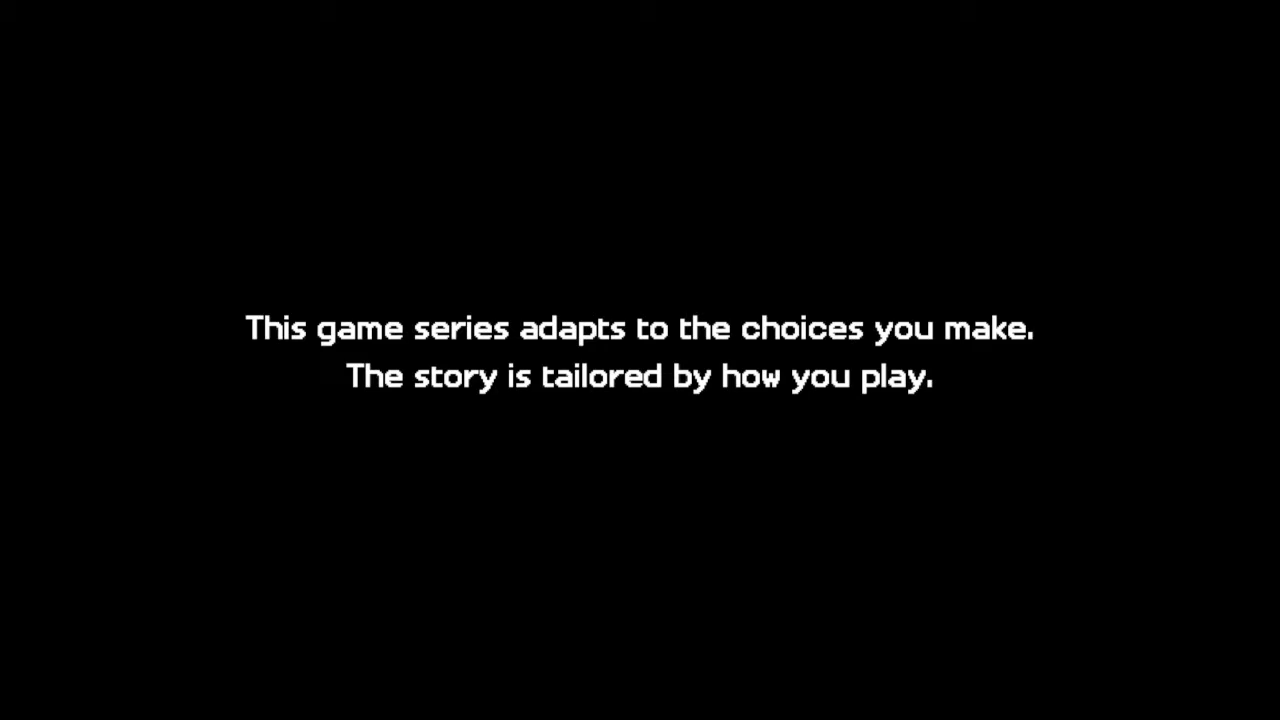 This game series adapts to the choices you make.
The story is tailored by how you play.